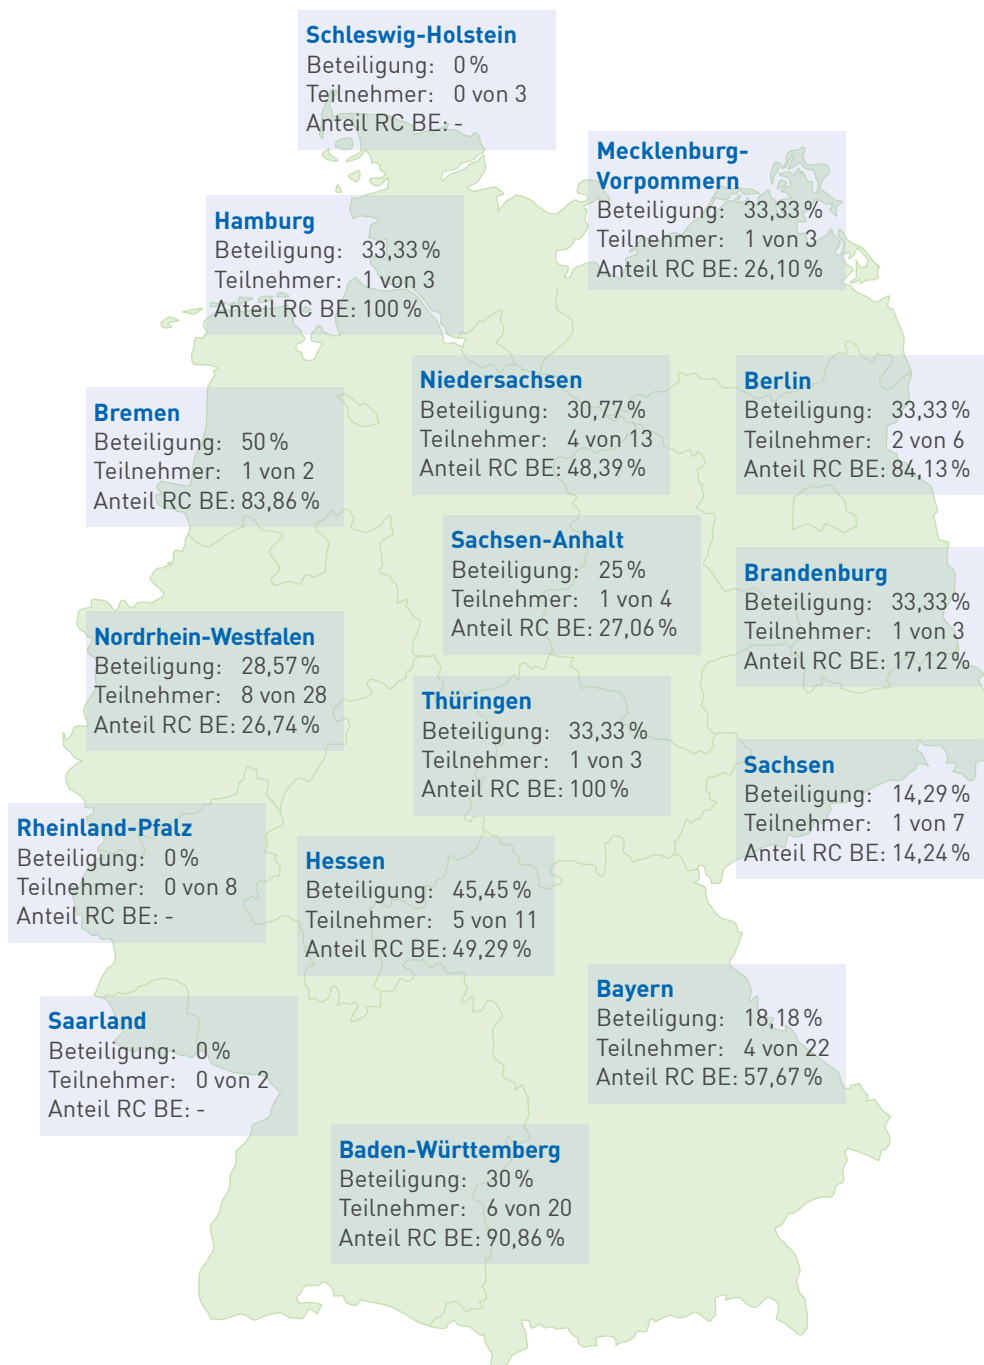 Schleswig-Holstein
Beteiligung: 0 %
Teilnehmer: 0 von 3
Anteil RC BE: -
Mecklenburg-
Vorpommern
Beteiligung: 33,33 %
Teilnehmer: 1 von 3
Anteil RC BE: 26,10 %
Hamburg
Beteiligung: 33,33 %
Teilnehmer: 1 von 3
Anteil RC BE: 100 %
Niedersachsen
Beteiligung: 30,77 %
Teilnehmer: 4 von 13
Anteil RC BE: 48,39 %
Berlin
Beteiligung: 33,33 %
Teilnehmer: 2 von 6
Anteil RC BE: 84,13 %
Bremen
Beteiligung: 50 %
Teilnehmer: 1 von 2
Anteil RC BE: 83,86 %
Sachsen-Anhalt
Beteiligung: 25 %
Teilnehmer: 1 von 4
Anteil RC BE: 27,06 %
Brandenburg
Beteiligung: 33,33 %
Teilnehmer: 1 von 3
Anteil RC BE: 17,12 %
Nordrhein-Westfalen
Beteiligung: 28,57 %
Teilnehmer: 8 von 28
Anteil RC BE: 26,74 %
Thüringen
Beteiligung: 33,33 %
Teilnehmer: 1 von 3
Anteil RC BE: 100 %
Sachsen
Beteiligung: 14,29 %
Teilnehmer: 1 von 7
Anteil RC BE: 14,24 %
Rheinland-Pfalz
Beteiligung: 0 %
Teilnehmer: 0 von 8
Anteil RC BE: -
Hessen
Beteiligung: 45,45 %
Teilnehmer: 5 von 11
Anteil RC BE: 49,29 %
Bayern
Beteiligung: 18,18 %
Teilnehmer: 4 von 22
Anteil RC BE: 57,67 %
Saarland
Beteiligung: 0 %
Teilnehmer: 0 von 2
Anteil RC BE: -
Baden-Württemberg
Beteiligung: 30 %
Teilnehmer: 6 von 20
Anteil RC BE: 90,86 %